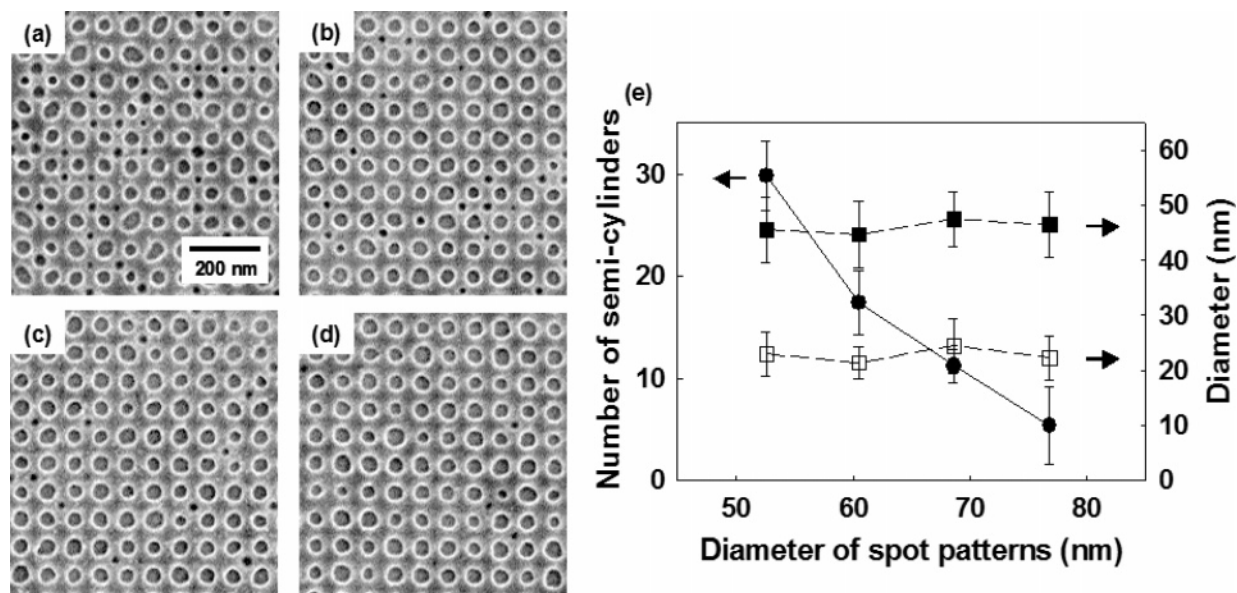 (a)
(b)
200 nm
(c)
(d)
(e)
Number of semi-cylinders
30
20
10
0
60
50
40
30
20
10
0
Diameter (nm)
50 60 70 80
Diameter of spot patterns (nm)